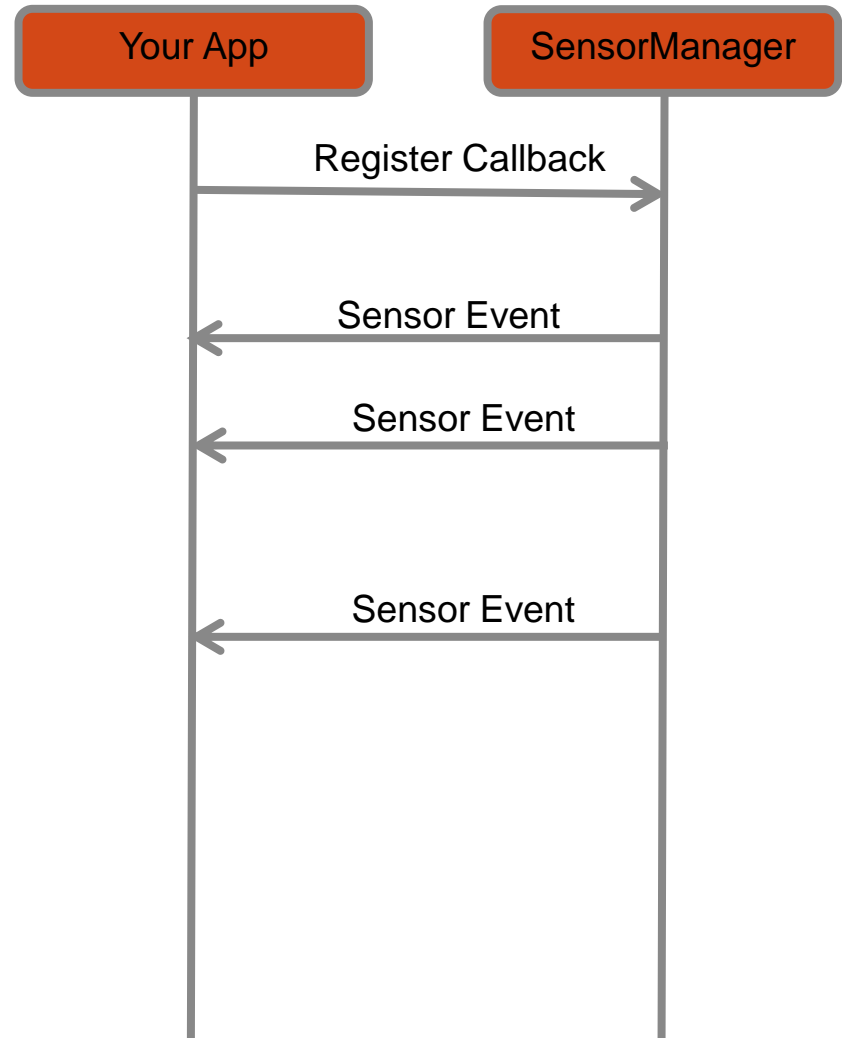 Your App
SensorManager
Register Callback
Sensor Event
Sensor Event
Sensor Event